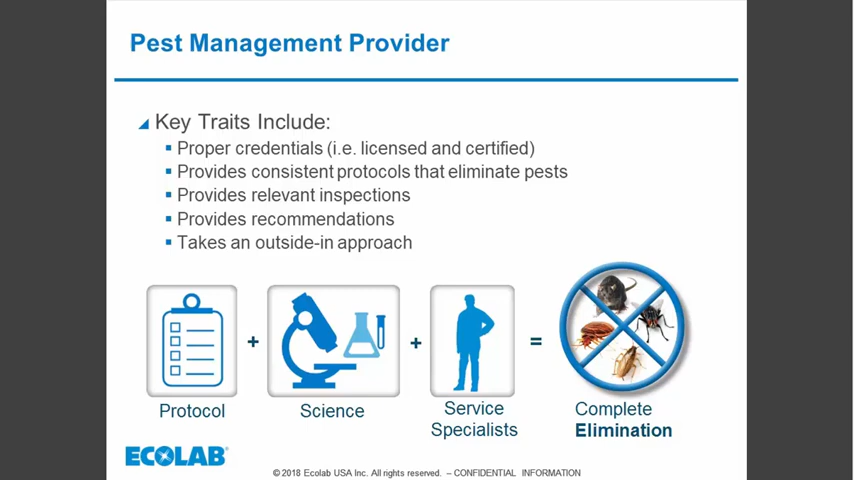 Pest Management Provider
Key Traits Include:
Proper credentials (i.e. licensed and certified)
Provides consistent protocols that eliminate pests
Provides relevant inspections
Provides recommendations
Takes an outside-in approach
+ + =
Protocol
Science
Service
Specialists
Complete
Elimination
ECOLAB®
© 2018 Ecolab USA Inc. All rights reserved. – CONFIDENTIAL INFORMATION